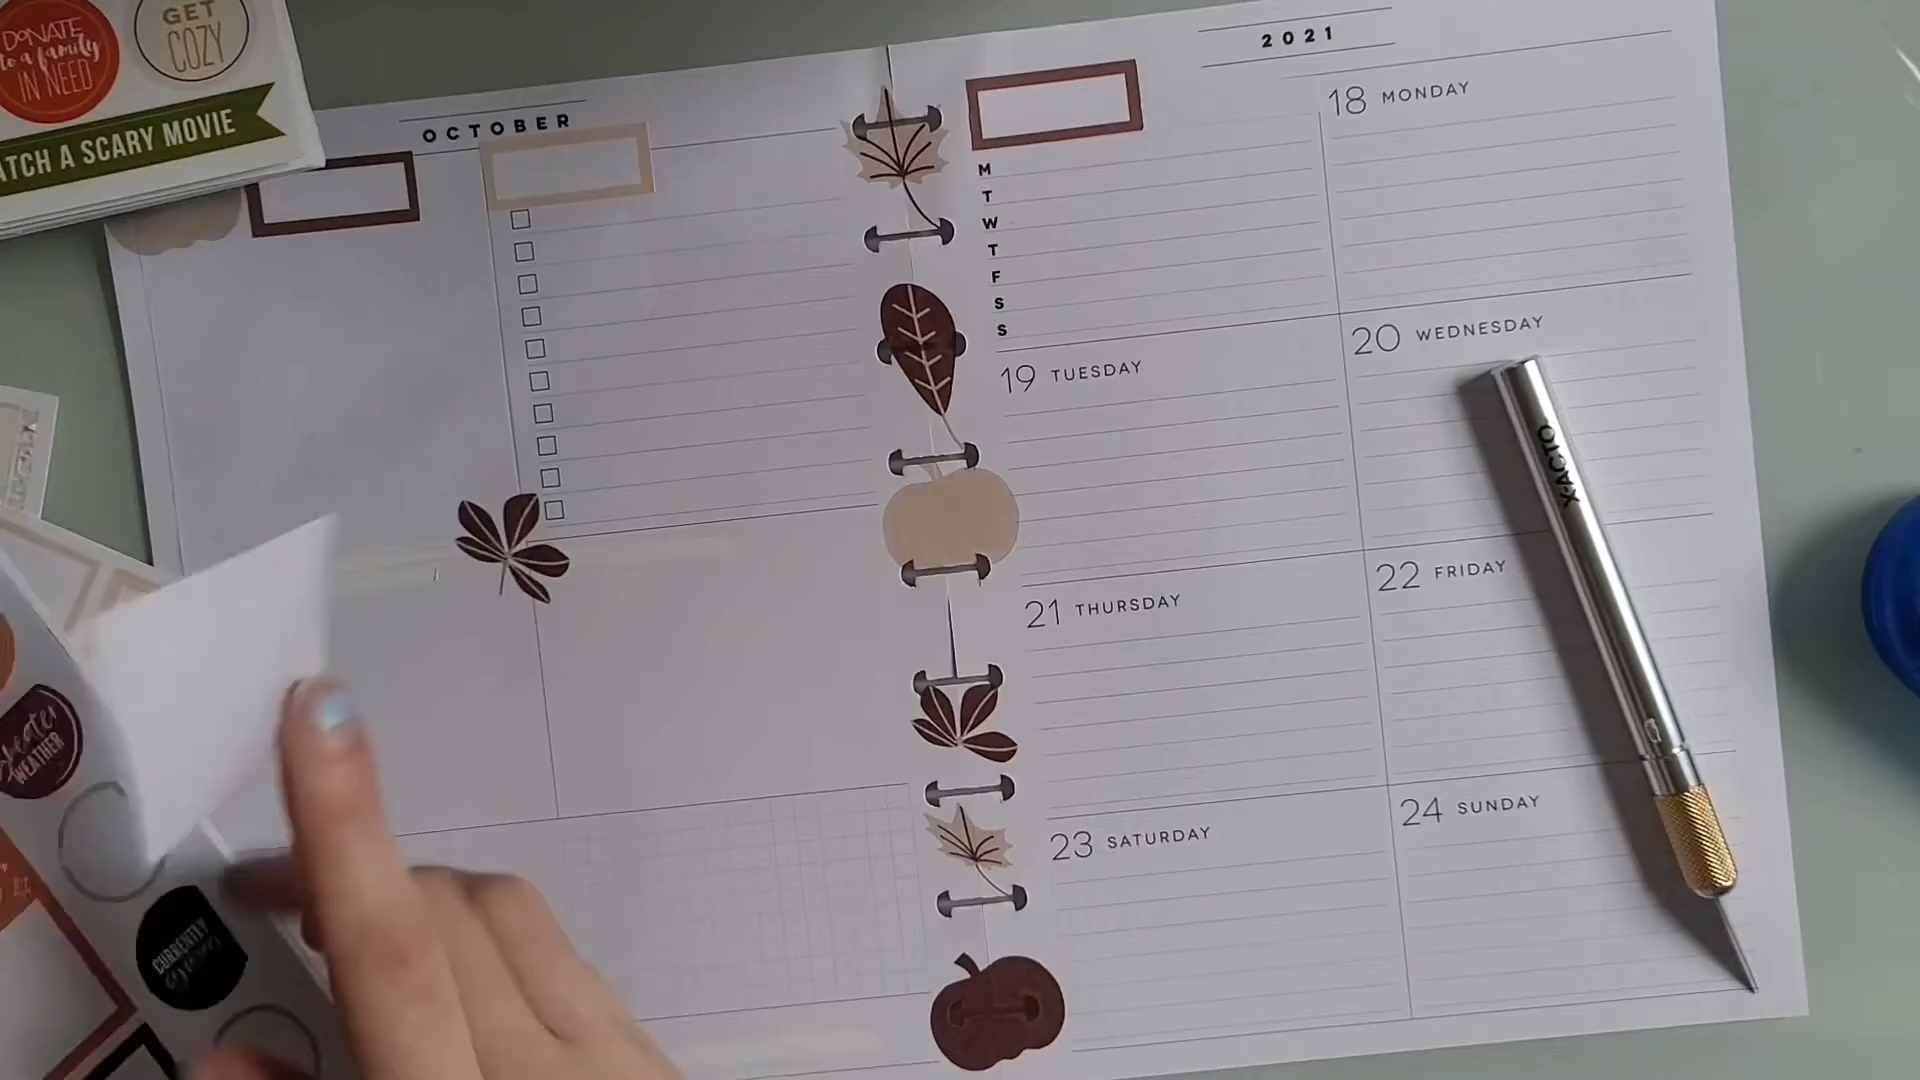 DONATE
to a family
IN NEED
GET
COZY
ATCH A SCARY MOVIE
OCTOBER
2021
M
T
W
T
F
S
S
18 MONDAY
19 TUESDAY
20 WEDNESDAY
21 THURSDAY
22 FRIDAY
23 SATURDAY
24 SUNDAY
X-ACTO
Sweater
WEATHER
CURRENTLY